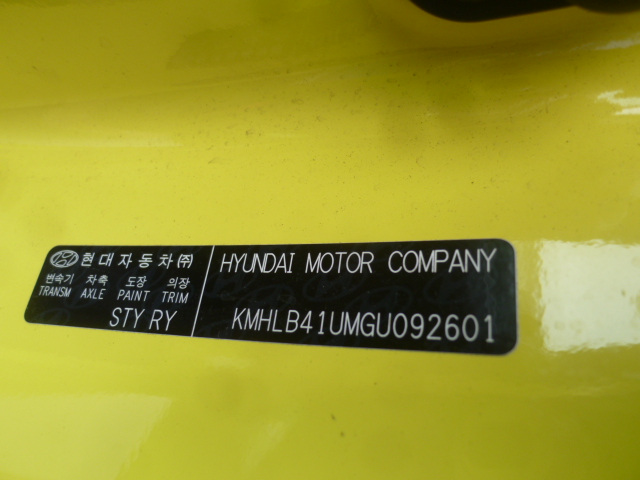 현대자동차㈜
변속기 차축 도장 의장
TRANSM AXLE PAINT TRIM
STY RY
HYUNDAI MOTOR COMPANY
KMHLB41UMGU092601